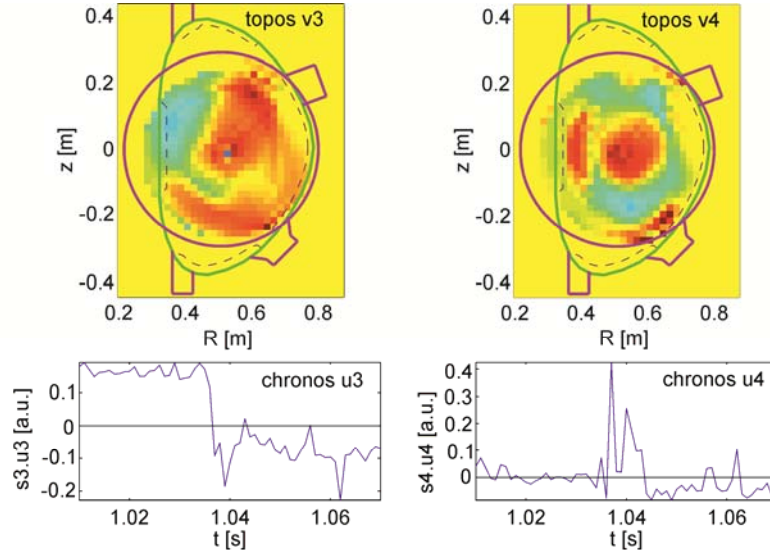 topos v3
0.4
0.2
0
-0.2
-0.4
z [m]
0.2 0.4 0.6 0.8
R [m]
topos v4
0.4
0.2
0
-0.2
-0.4
z [m]
0.2 0.4 0.6 0.8
R [m]
chronos u3
0.1
0
-0.1
-0.2
s3.u3 [a.u.]
1.02 1.04 1.06
t [s]
chronos u4
0.4
0.3
0.2
0.1
0
s4.u4 [a.u.]
1.02 1.04 1.06
t [s]